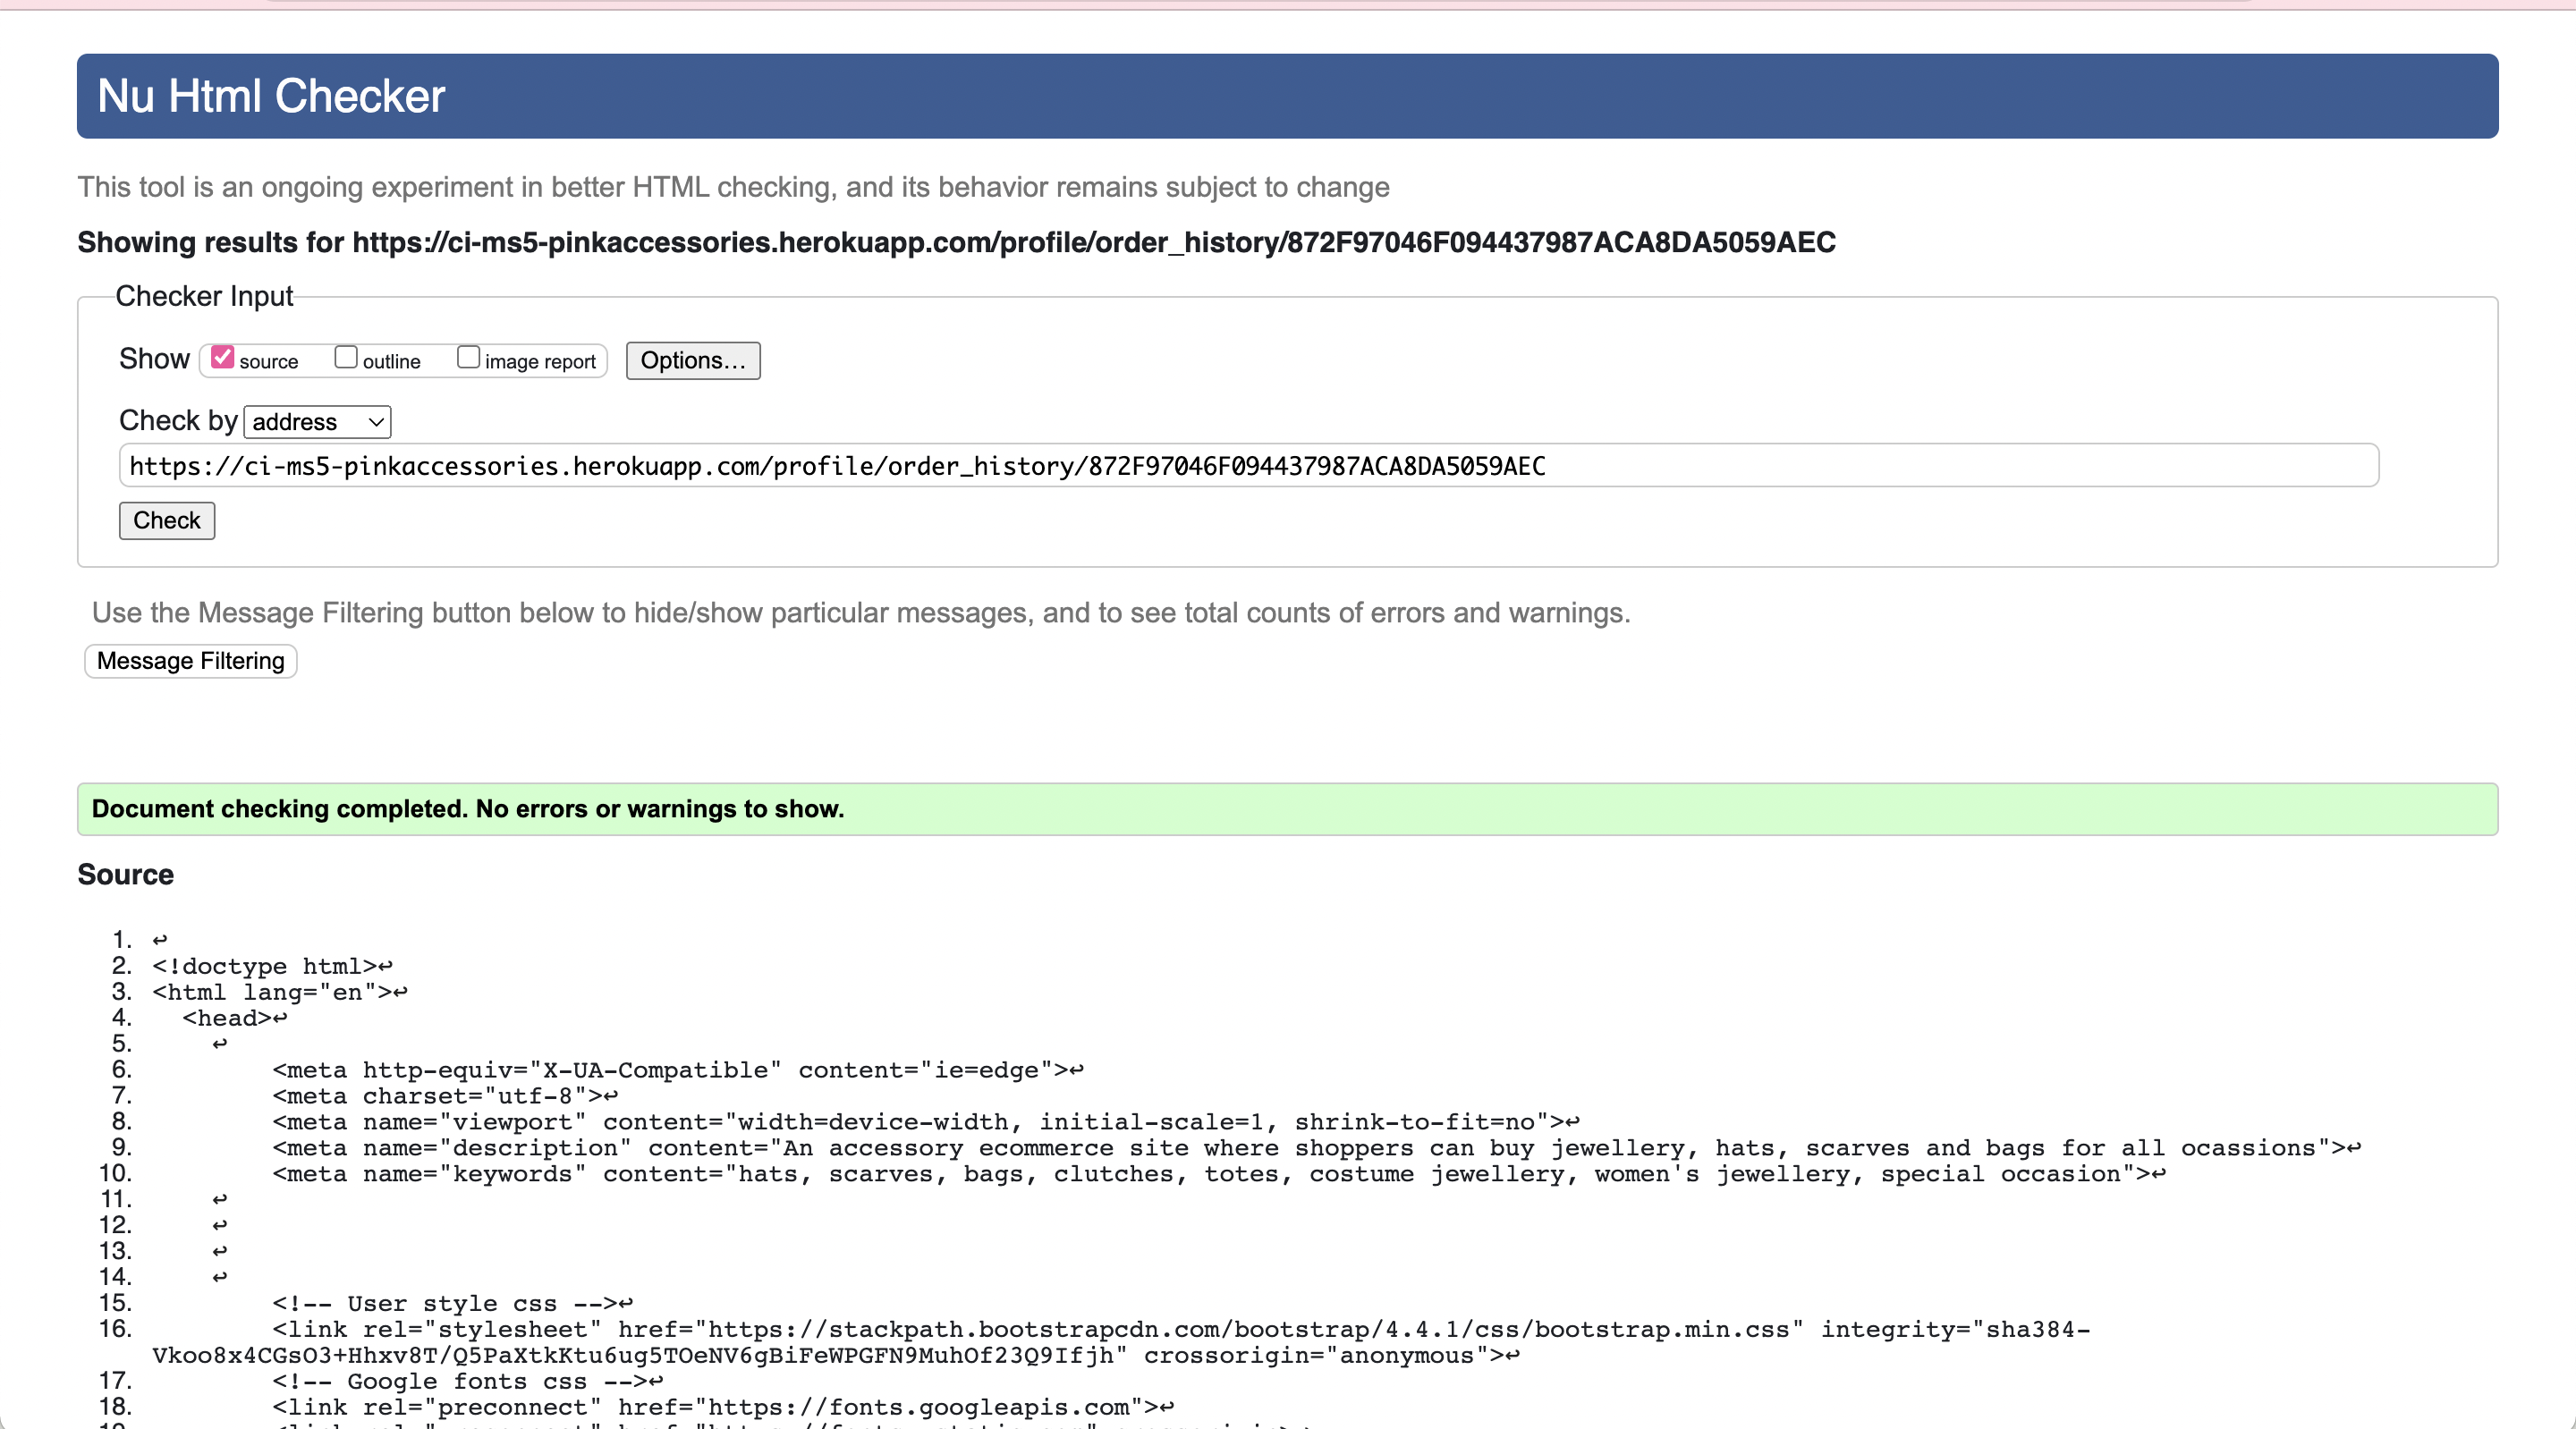 Nu Html Checker
This tool is an ongoing experiment in better HTML checking, and its behavior remains subject to change
Showing results for https://ci-ms5-pinkaccessories.herokuapp.com/profile/order_history/872F97046F094437987ACA8DA5059AEC
Checker Input
Show source outline image report Options...
Check by address
https://ci-ms5-pinkaccessories.herokuapp.com/profile/order_history/872F97046F094437987ACA8DA5059AEC
Check
Use the Message Filtering button below to hide/show particular messages, and to see total counts of errors and warnings.
Message Filtering
Document checking completed. No errors or warnings to show.
Source
1. ↩
2. <!doctype html>↩
3. <html lang="en">↩
4. <head>↩
5. ↩
6. <meta http-equiv="X-UA-Compatible" content="ie=edge">↩
7. <meta charset="utf-8">↩
8. <meta name="viewport" content="width=device-width, initial-scale=1, shrink-to-fit=no">↩
9. <meta name="description" content="An accessory ecommerce site where shoppers can buy jewellery, hats, scarves and bags for all ocassions">↩
10. <meta name="keywords" content="hats, scarves, bags, clutches, totes, costume jewellery, women's jewellery, special occasion">↩
11. ↩
12. ↩
13. ↩
14. ↩
15. <!-- User style css -->↩
16. <link rel="stylesheet" href="https://stackpath.bootstrapcdn.com/bootstrap/4.4.1/css/bootstrap.min.css" integrity="sha384-
Vkoo8x4CGsO3+Hhxv8T/Q5PaXtkKtu6ug5TOeNV6gBiFeWPGFN9MuhOf23Q9Ifjh" crossorigin="anonymous">↩
17. <!-- Google fonts css -->↩
18. <link rel="preconnect" href="https://fonts.googleapis.com">↩